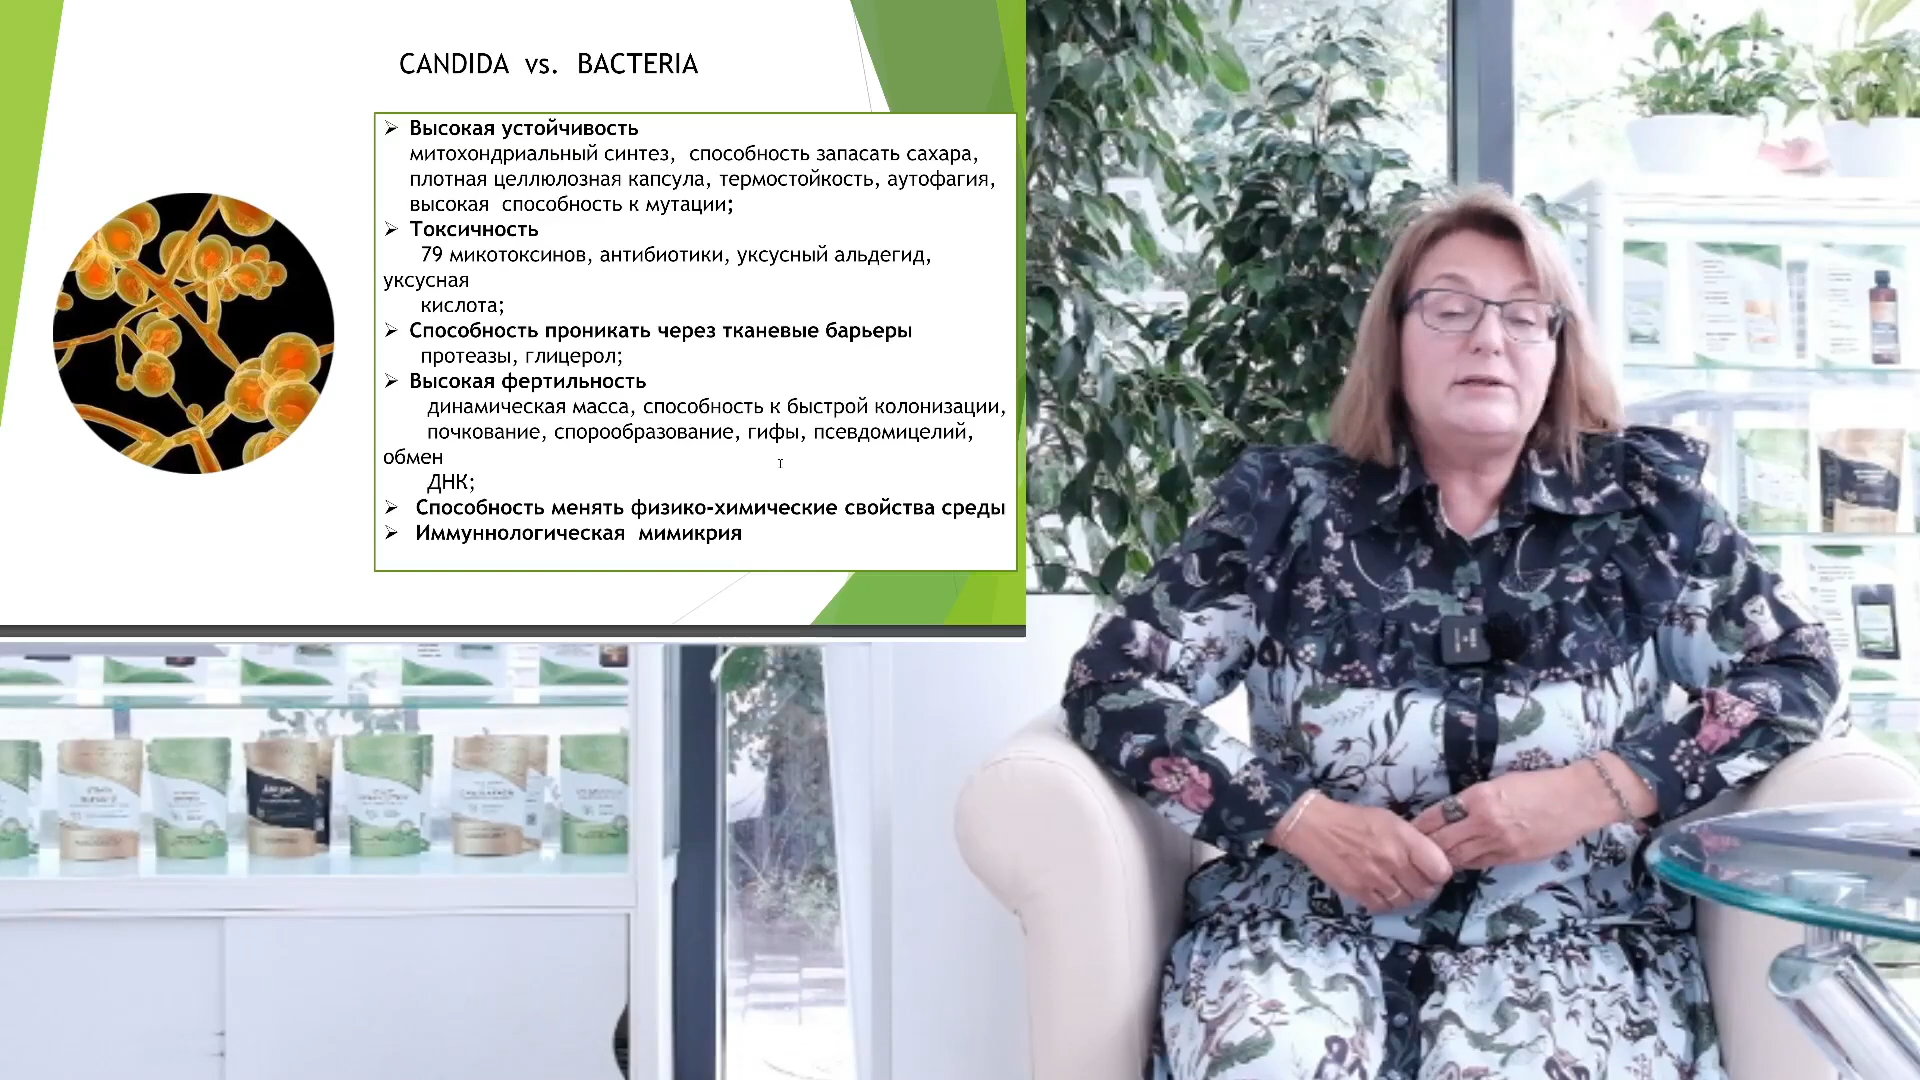 CANDIDA vs. BACTERIA
➢ Высокая устойчивость
митохондриальный синтез, способность запасать сахара,
плотная целлюлозная капсула, термостойкость, аутофагия,
высокая способность к мутации;
➢ Токсичность
79 микотоксинов, антибиотики, уксусный альдегид,
уксусная
кислота;
➢ Способность проникать через тканевые барьеры
протеазы, глицерол;
➢ Высокая фертильность
динамическая масса, способность к быстрой колонизации,
почкование, спорообразование, гифы, псевдомицелий,
обмен
ДНК;
➢ Способность менять физико-химические свойства среды
➢ Иммуннологическая мимикрия